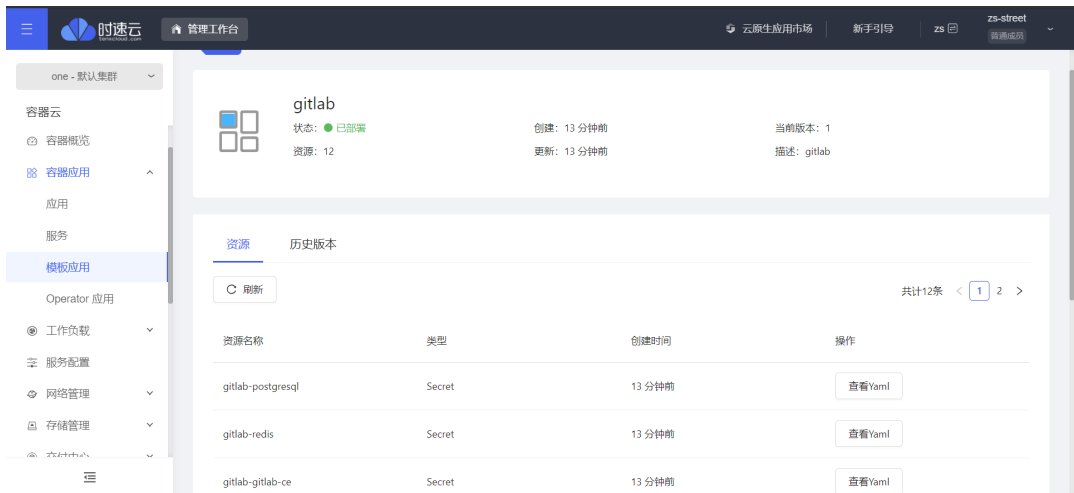 时速云
tenxcloud.com
管理工作台
云原生应用市场
新手引导
zs
zs-street
普通成员
one - 默认集群
容器云
容器概览
容器应用
应用
服务
模板应用
Operator 应用
工作负载
服务配置
网络管理
存储管理
交付中心
gitlab
状态： 已部署
创建：13 分钟前
当前版本：1
资源：12
更新：13 分钟前
描述：gitlab
资源
历史版本
刷新
共计12条 < 1 2 >
资源名称 类型 创建时间 操作
gitlab-postgresql Secret 13 分钟前 查看Yaml
gitlab-redis Secret 13 分钟前 查看Yaml
gitlab-gitlab-ce Secret 13 分钟前 查看Yaml